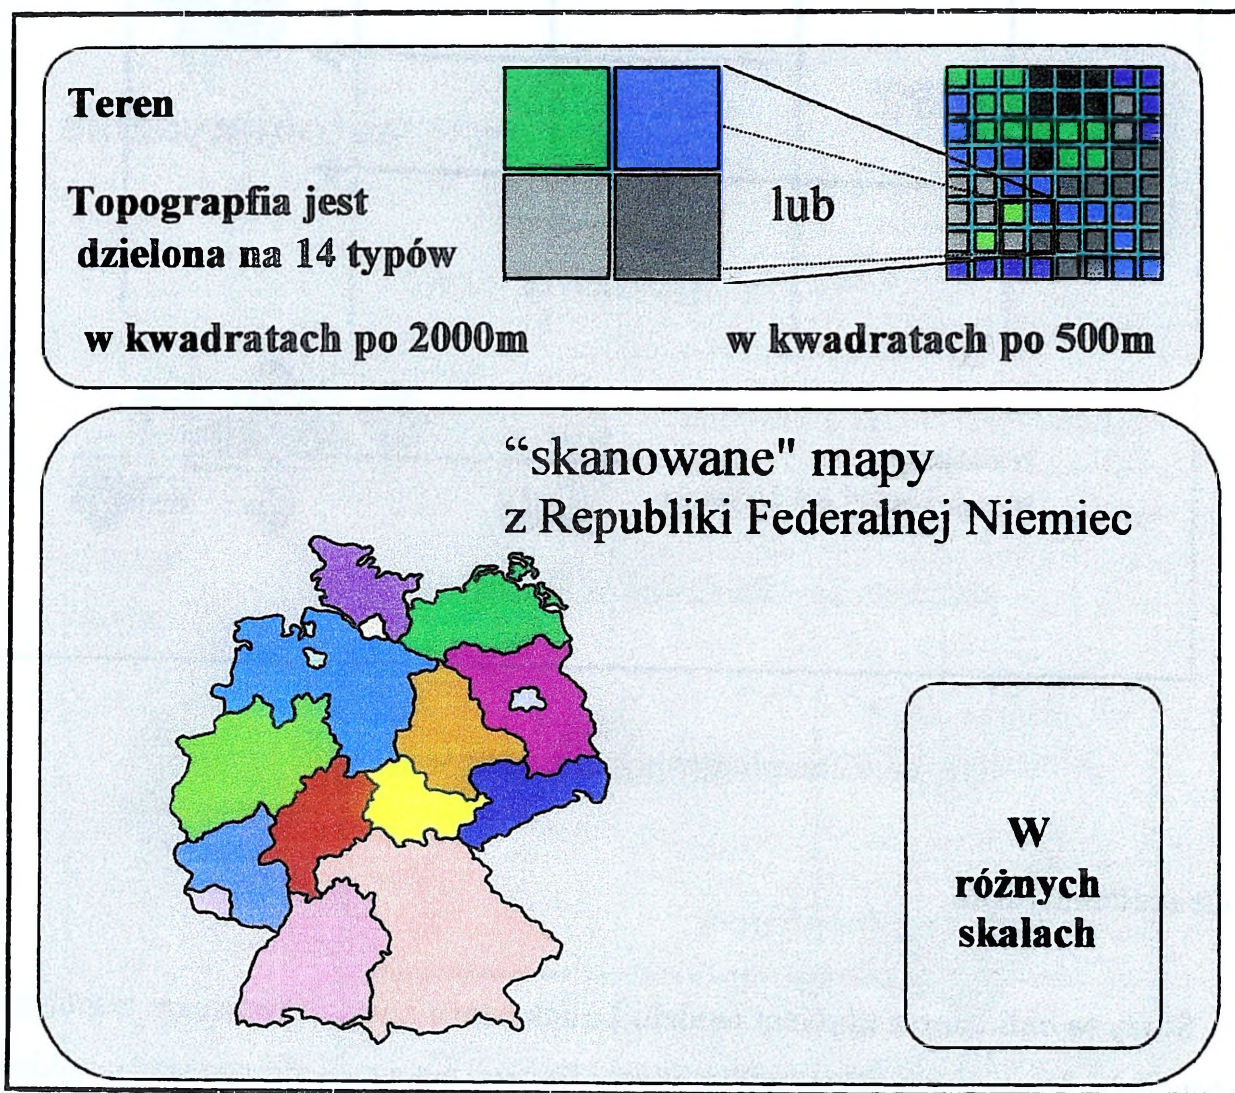 Teren
Topograpfia jest
dzielona na 14 typów
lub
w kwadratach po 2000m
w kwadratach po 500m
“skanowane" mapy
z Republiki Federalnej Niemiec
W
różnych
skalach